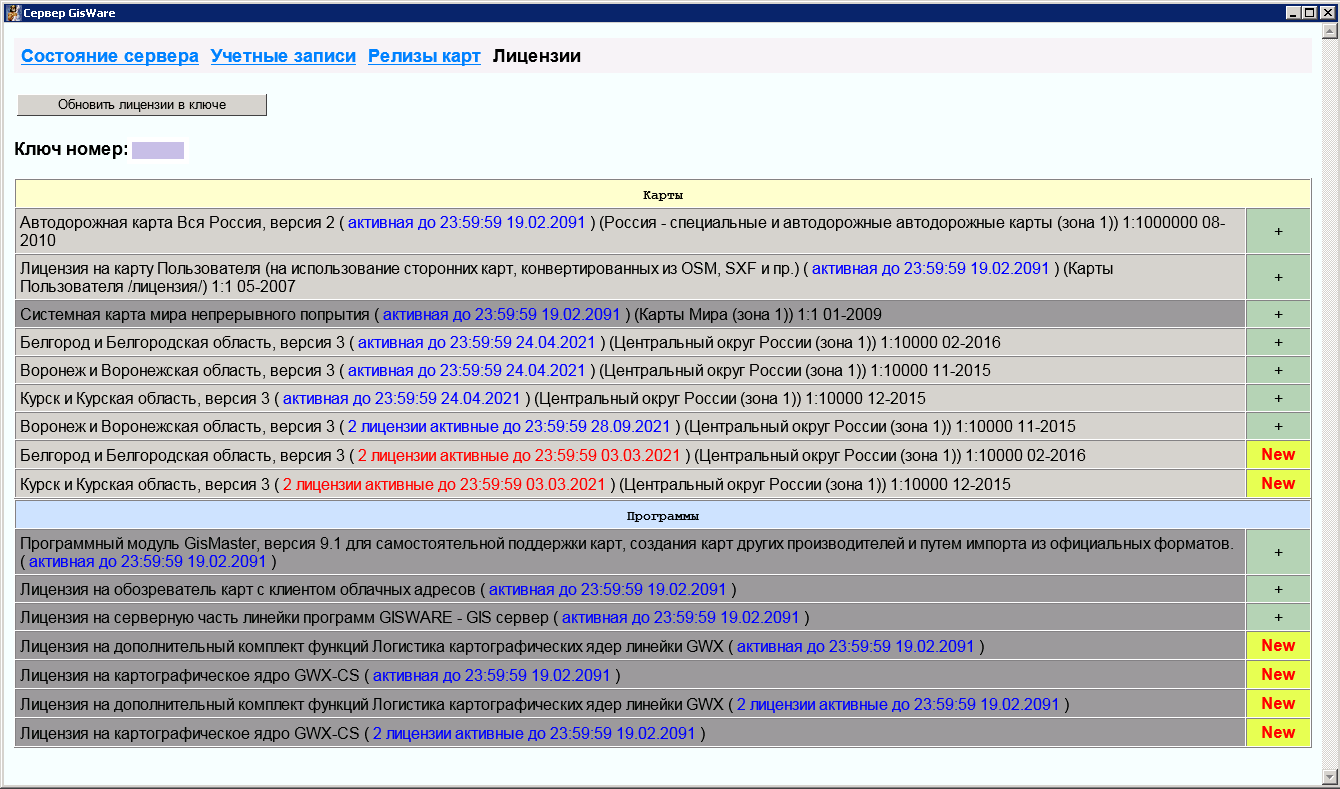 Сервер GisWare
Состояние сервера Учетные записи Релизы карт Лицензии
Обновить лицензии в ключе
Ключ номер:
Карты
Автодорожная карта Вся Россия, версия 2 ( активная до 23:59:59 19.02.2091 ) (Россия - специальные и автодорожные автодорожные карты (зона 1)) 1:1000000 08-
2010
+
Лицензия на карту Пользователя (на использование сторонних карт, конвертированных из OSM, SXF и пр.) ( активная до 23:59:59 19.02.2091 ) (Карты
Пользователя /лицензия/) 1:1 05-2007
+
Системная карта мира непрерывного попрытия ( активная до 23:59:59 19.02.2091 ) (Карты Мира (зона 1)) 1:1 01-2009 +
Белгород и Белгородская область, версия 3 ( активная до 23:59:59 24.04.2021 ) (Центральный округ России (зона 1)) 1:10000 02-2016 +
Воронеж и Воронежская область, версия 3 ( активная до 23:59:59 24.04.2021 ) (Центральный округ России (зона 1)) 1:10000 11-2015 +
Курск и Курская область, версия 3 ( активная до 23:59:59 24.04.2021 ) (Центральный округ России (зона 1)) 1:10000 12-2015 +
Воронеж и Воронежская область, версия 3 ( 2 лицензии активные до 23:59:59 28.09.2021 ) (Центральный округ России (зона 1)) 1:10000 11-2015 +
Белгород и Белгородская область, версия 3 ( 2 лицензии активные до 23:59:59 03.03.2021 ) (Центральный округ России (зона 1)) 1:10000 02-2016 New
Курск и Курская область, версия 3 ( 2 лицензии активные до 23:59:59 03.03.2021 ) (Центральный округ России (зона 1)) 1:10000 12-2015 New
Программы
Программный модуль GisMaster, версия 9.1 для самостоятельной поддержки карт, создания карт других производителей и путем импорта из официальных форматов.
( активная до 23:59:59 19.02.2091 )
+
Лицензия на обозреватель карт с клиентом облачных адресов ( активная до 23:59:59 19.02.2091 ) +
Лицензия на серверную часть линейки программ GISWARE - GIS сервер ( активная до 23:59:59 19.02.2091 ) +
Лицензия на дополнительный комплект функций Логистика картографических ядер линейки GWX ( активная до 23:59:59 19.02.2091 ) New
Лицензия на картографическое ядро GWX-CS ( активная до 23:59:59 19.02.2091 ) New
Лицензия на дополнительный комплект функций Логистика картографических ядер линейки GWX ( 2 лицензии активные до 23:59:59 19.02.2091 ) New
Лицензия на картографическое ядро GWX-CS ( 2 лицензии активные до 23:59:59 19.02.2091 ) New